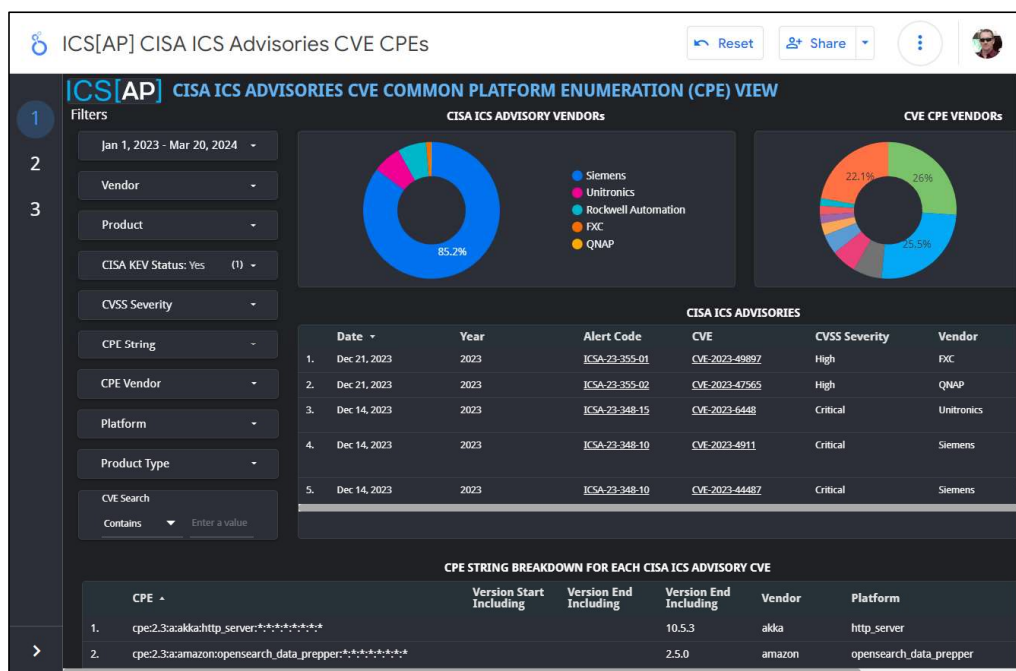 ICS[AP] CISA ICS Advisories CVE CPEs
Reset
Share
ICS[AP] CISA ICS ADVISORIES CVE COMMON PLATFORM ENUMERATION (CPE) VIEW
1
2
3
Filters
Jan 1, 2023 - Mar 20, 2024
Vendor
Product
CISA KEV Status: Yes (1)
CVSS Severity
CPE String
CPE Vendor
Platform
Product Type
CVE Search
Contains Enter a value
CISA ICS ADVISORY VENDORs
85.2%
Siemens
Unitronics
Rockwell Automation
FXC
QNAP
CVE CPE VENDORs
22.1% 26%
25.5%
CISA ICS ADVISORIES
Date Year Alert Code CVE CVSS Severity Vendor
1. Dec 21, 2023 2023 ICSA-23-355-01 CVE-2023-49897 High FXC
2. Dec 21, 2023 2023 ICSA-23-355-02 CVE-2023-47565 High QNAP
3. Dec 14, 2023 2023 ICSA-23-348-15 CVE-2023-6448 Critical Unitronics
4. Dec 14, 2023 2023 ICSA-23-348-10 CVE-2023-4911 Critical Siemens
5. Dec 14, 2023 2023 ICSA-23-348-10 CVE-2023-44487 Critical Siemens
CPE STRING BREAKDOWN FOR EACH CISA ICS ADVISORY CVE
CPE Version Start Including Version End Including Version End Including Vendor Platform
1. cpe:2.3:a:akka:http_server:*:*:*:*:*:*:*:* 10.5.3 akka http_server
2. cpe:2.3:a:amazon:opensearch_data_prepper:*:*:*:*:*:*:*:* 2.5.0 amazon opensearch_data_prepper